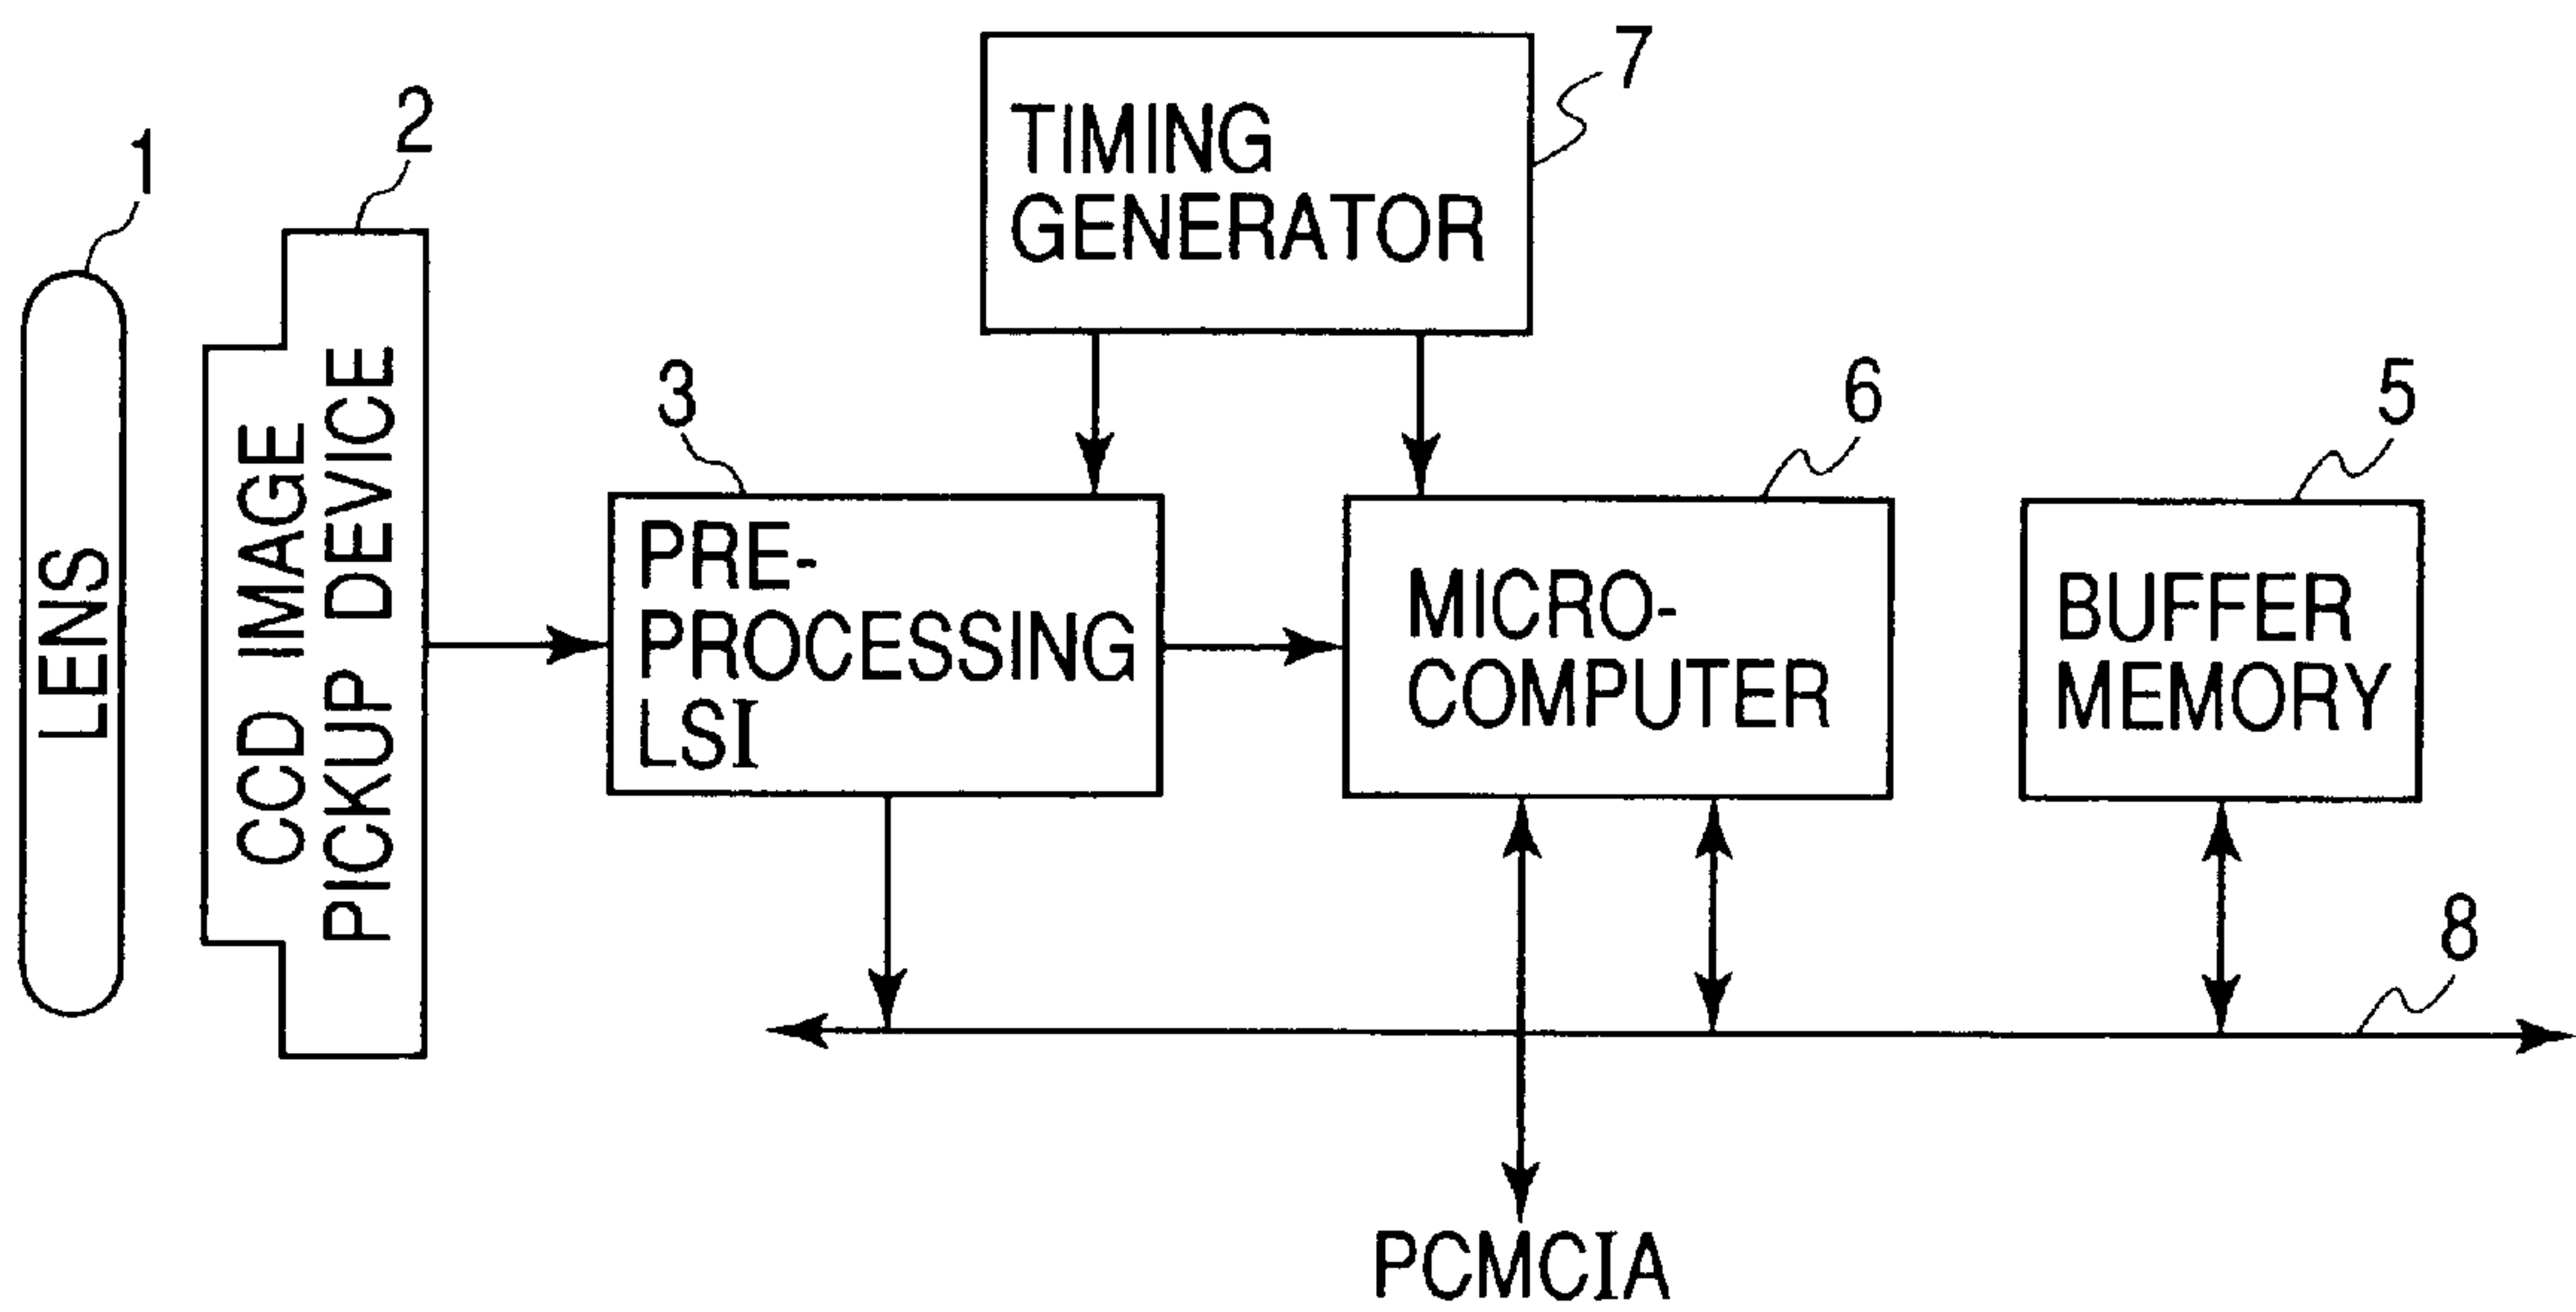 1
LENS
2
CCD IMAGE
PICKUP DEVICE
7
TIMING
GENERATOR
3
PRE-
PROCESSING
LSI
6
MICRO-
COMPUTER
5
BUFFER
MEMORY
8
PCMCIA